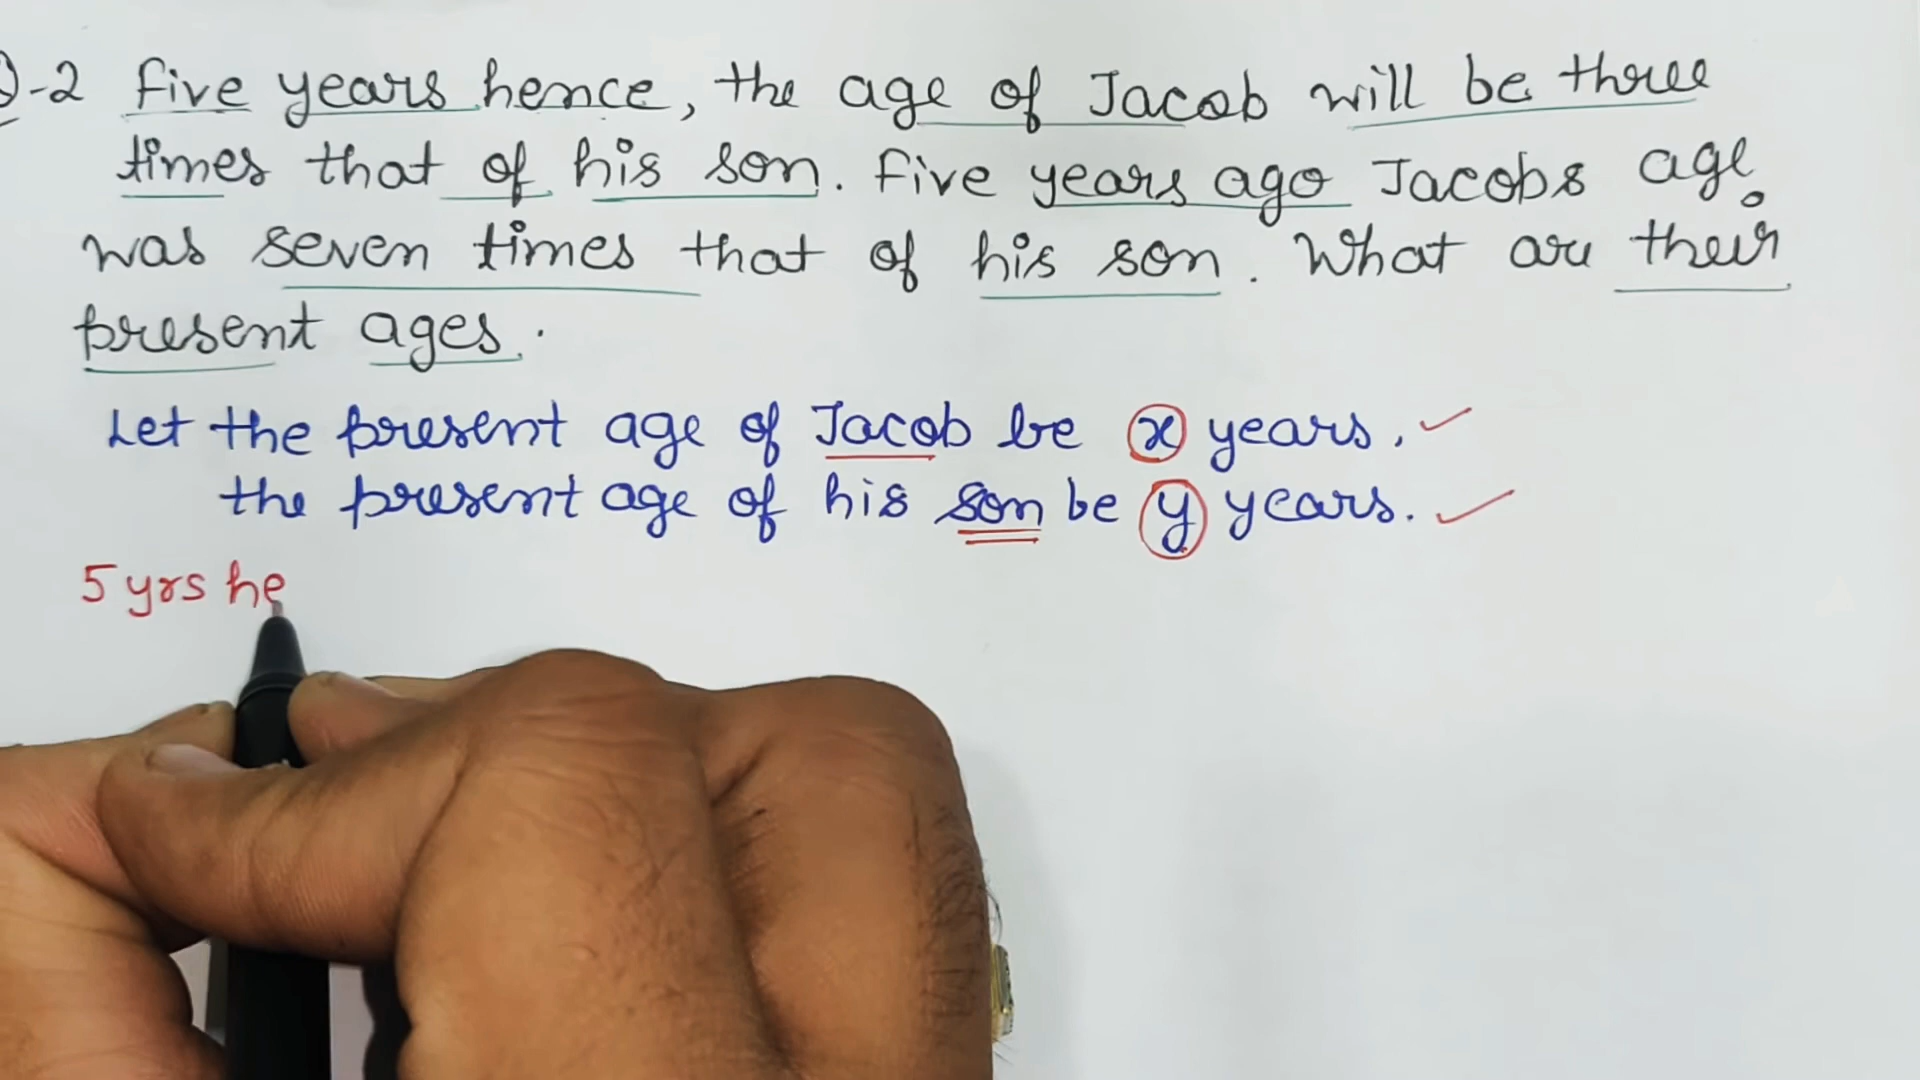 Q-2 Five years hence, the age of Jacob will be three
times that of his son. Five years ago Jacobs age
was seven times that of his son. What are their
present ages.
Let the present age of Jacob be x years.
the present age of his son be y years.
5 yrs he